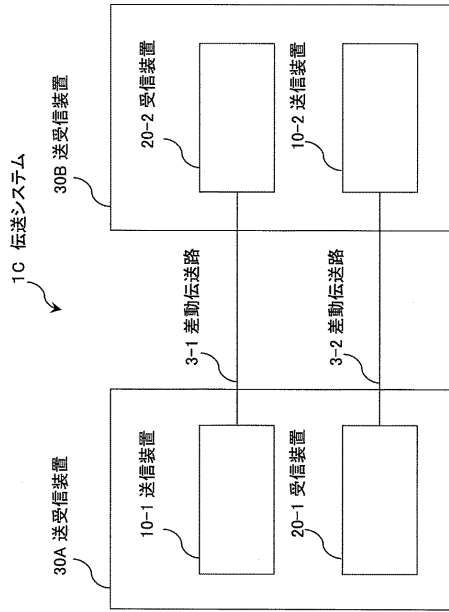 1C 伝送システム
30A 送受信装置
30B 送受信装置
10-1 送信装置
3-1 差動伝送路
20-2 受信装置
20-1 受信装置
3-2 差動伝送路
10-2 送信装置